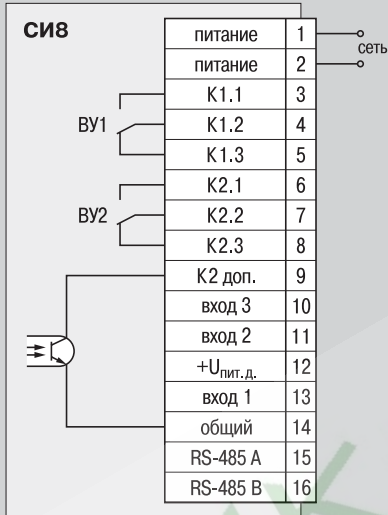 СИ8
питание 1
сеть
питание 2
К1.1 3
ВУ1 К1.2 4
К1.3 5
К2.1 6
ВУ2 К2.2 7
К2.3 8
К2 доп. 9
вход 3 10
вход 2 11
+Uпит.д. 12
вход 1 13
общий 14
RS-485 A 15
RS-485 B 16